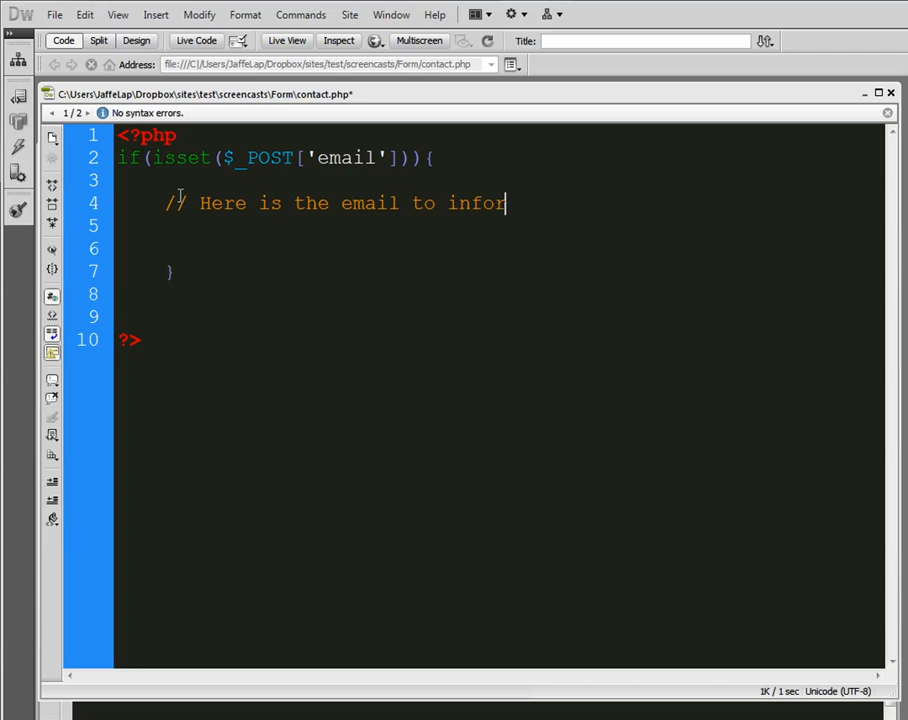 Dw File Edit View Insert Modify Format Commands Site Window Help
Code Split Design Live Code Live View Inspect Multiscreen Title:
Address: file:///C|/Users/JaffeLap/Dropbox/sites/test/screencasts/Form/contact.php
C:\Users\JaffeLap\Dropbox\sites\test\screencasts\Form\contact.php*
1 / 2 No syntax errors.
1 <?php
2 if(isset($_POST['email'])){
3
4 // Here is the email to infor
5
6
7 }
8
9
10 ?>
1K / 1 sec Unicode (UTF-8)